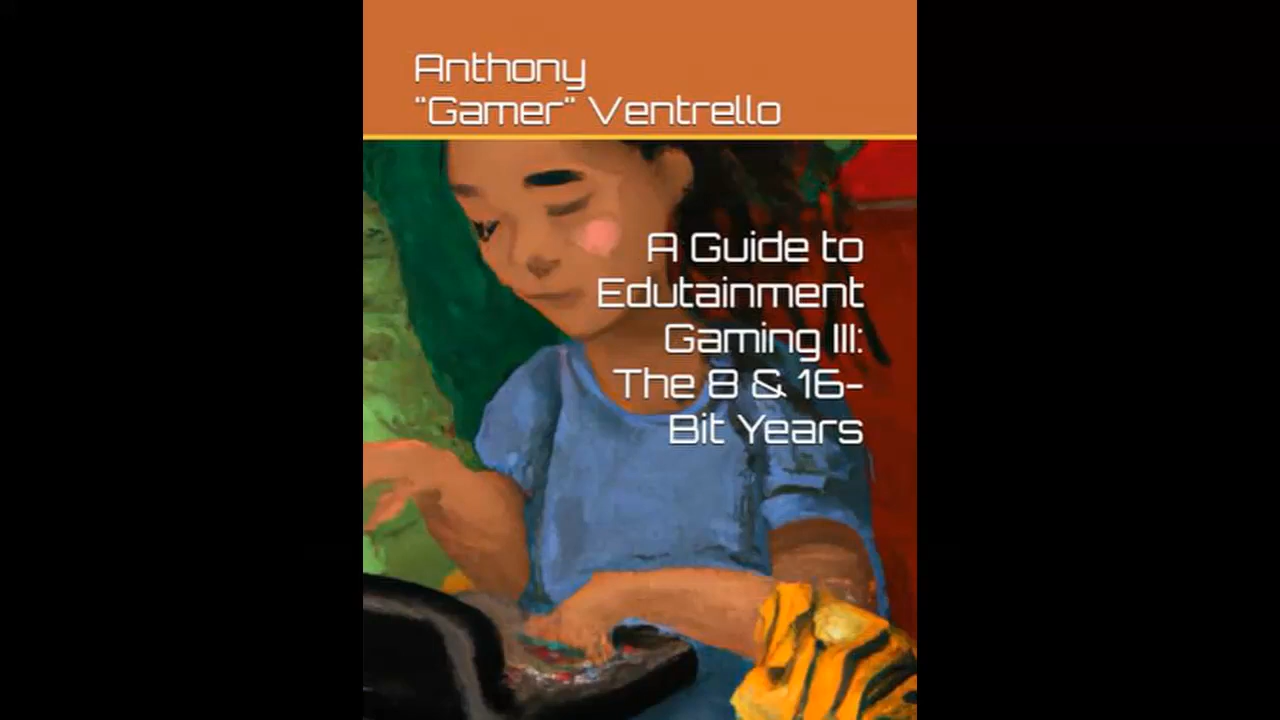 Anthony
"Gamer" Ventrello
A Guide to
Edutainment
Gaming III:
The 8 & 16-
Bit Years